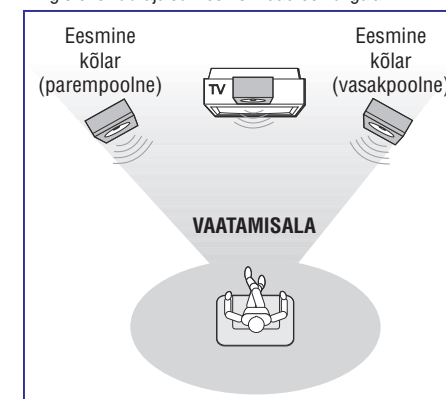 Eesmine
kõlar
(parempoolne)
Eesmine
kõlar
(vasakpoolne)
TV
VAATAMISALA